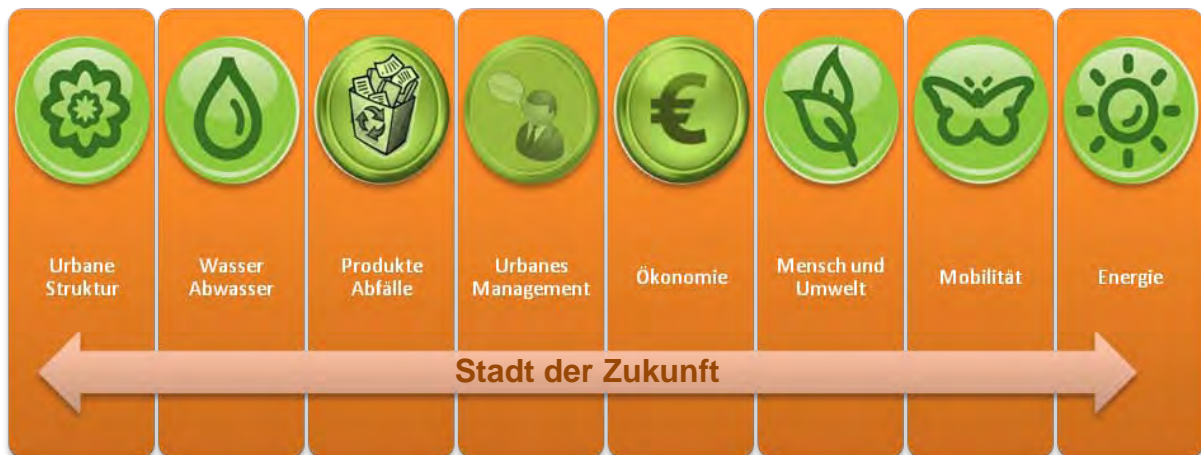 Urbane
Struktur
Wasser
Abwasser
Produkte
Abfälle
Urbanes
Management
€
Ökonomie
Mensch und
Umwelt
Mobilität
Energie
Stadt der Zukunft